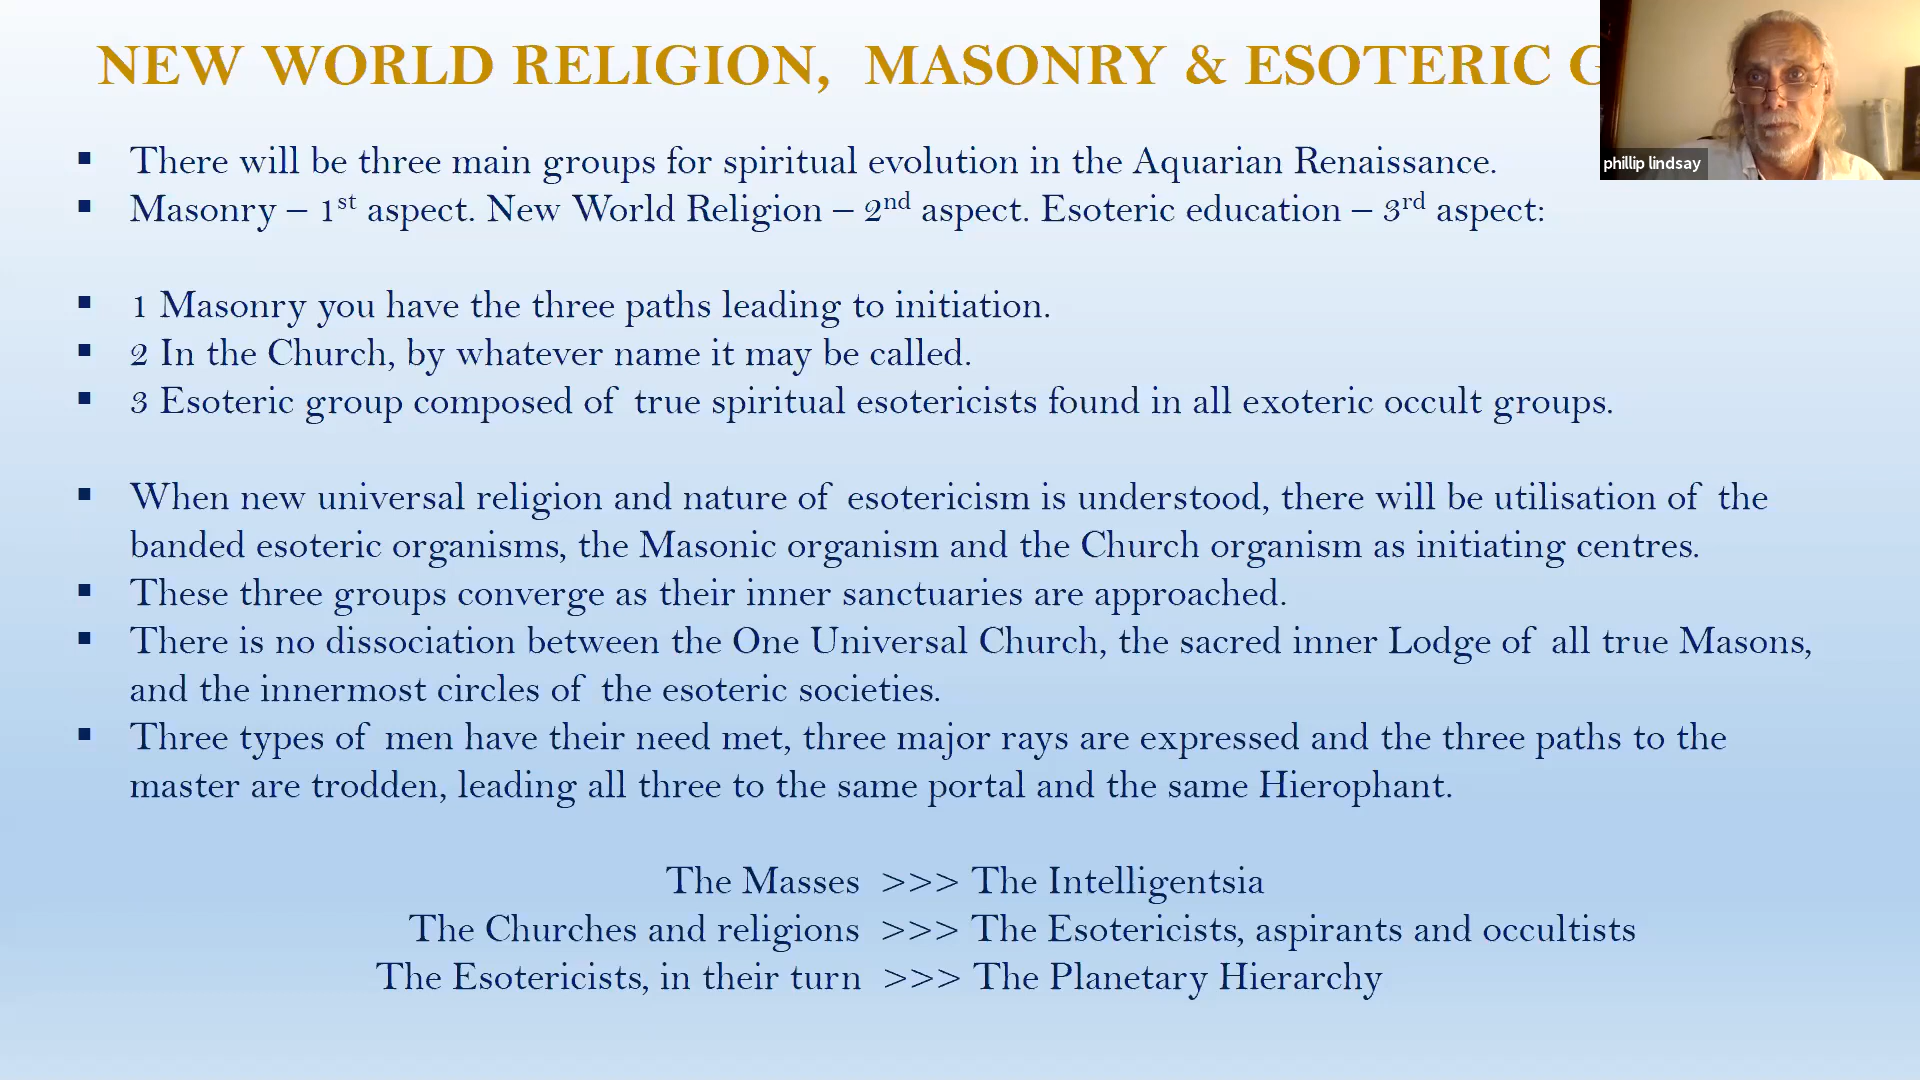 NEW WORLD RELIGION, MASONRY & ESOTERIC
phillip lindsay
▪ There will be three main groups for spiritual evolution in the Aquarian Renaissance.
▪ Masonry – 1st aspect. New World Religion – 2nd aspect. Esoteric education – 3rd aspect:
▪ 1 Masonry you have the three paths leading to initiation.
▪ 2 In the Church, by whatever name it may be called.
▪ 3 Esoteric group composed of true spiritual esotericists found in all exoteric occult groups.
▪ When new universal religion and nature of esotericism is understood, there will be utilisation of the
banded esoteric organisms, the Masonic organism and the Church organism as initiating centres.
▪ These three groups converge as their inner sanctuaries are approached.
▪ There is no dissociation between the One Universal Church, the sacred inner Lodge of all true Masons,
and the innermost circles of the esoteric societies.
▪ Three types of men have their need met, three major rays are expressed and the three paths to the
master are trodden, leading all three to the same portal and the same Hierophant.
The Masses >>> The Intelligentsia
The Churches and religions >>> The Esotericists, aspirants and occultists
The Esotericists, in their turn >>> The Planetary Hierarchy